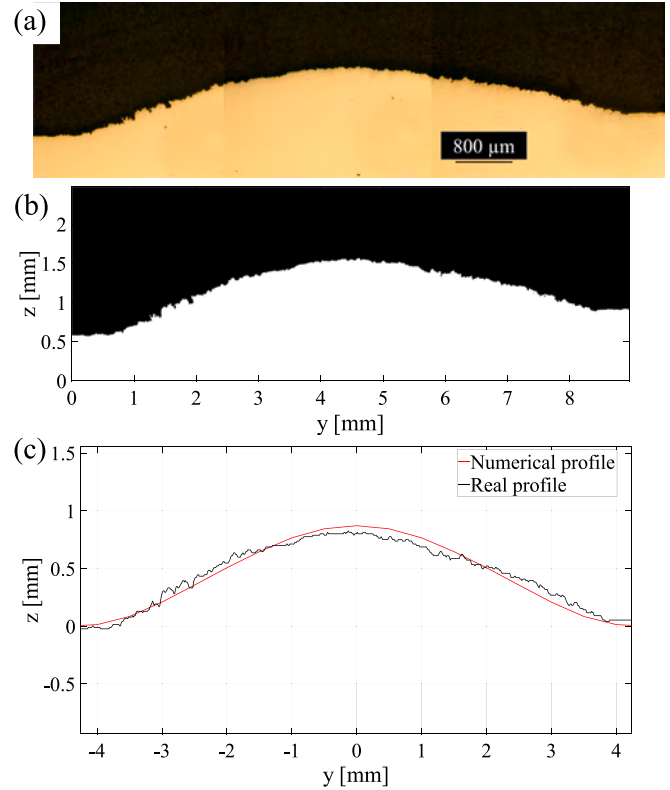 (a)
800 µm
(b)
2
1.5
1
0.5
0
z [mm]
0 1 2 3 4 5 6 7 8
y [mm]
(c)
Numerical profile
Real profile
1.5
1
0.5
0
-0.5
z [mm]
-4 -3 -2 -1 0 1 2 3 4
y [mm]